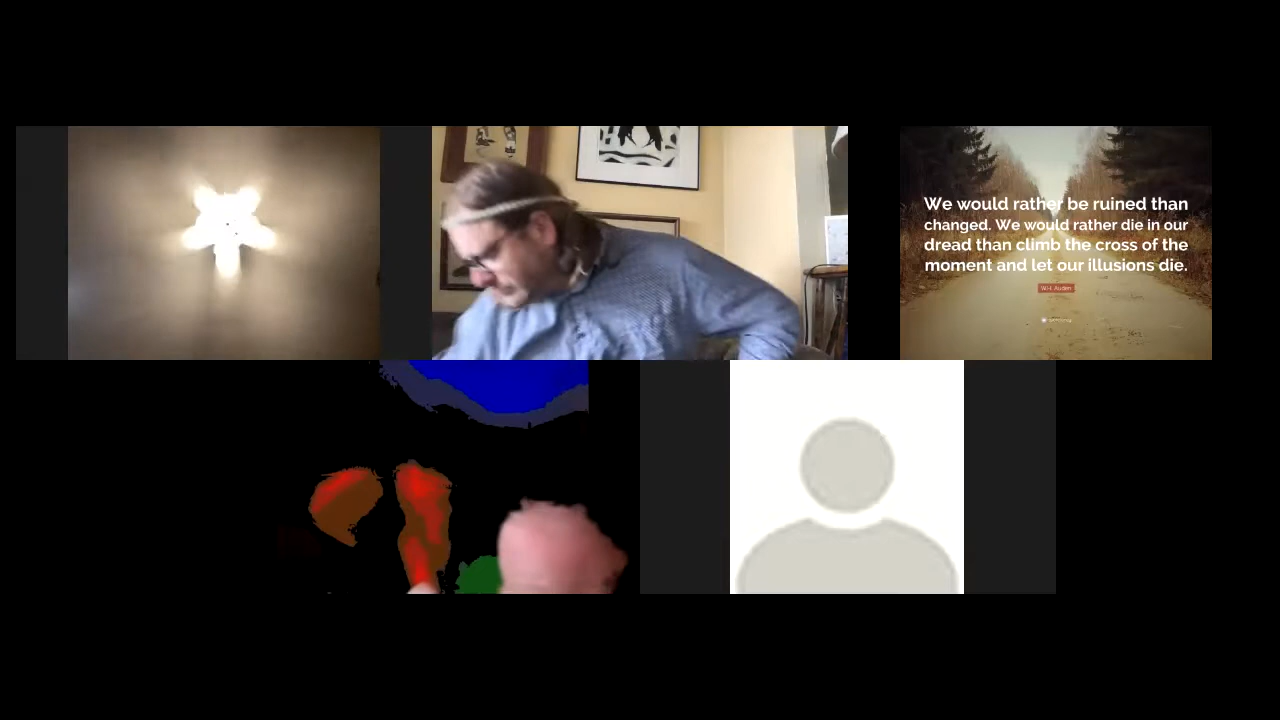 We would rather be ruined than
changed. We would rather die in our
dread than climb the cross of the
moment and let our illusions die.
W.H. Auden